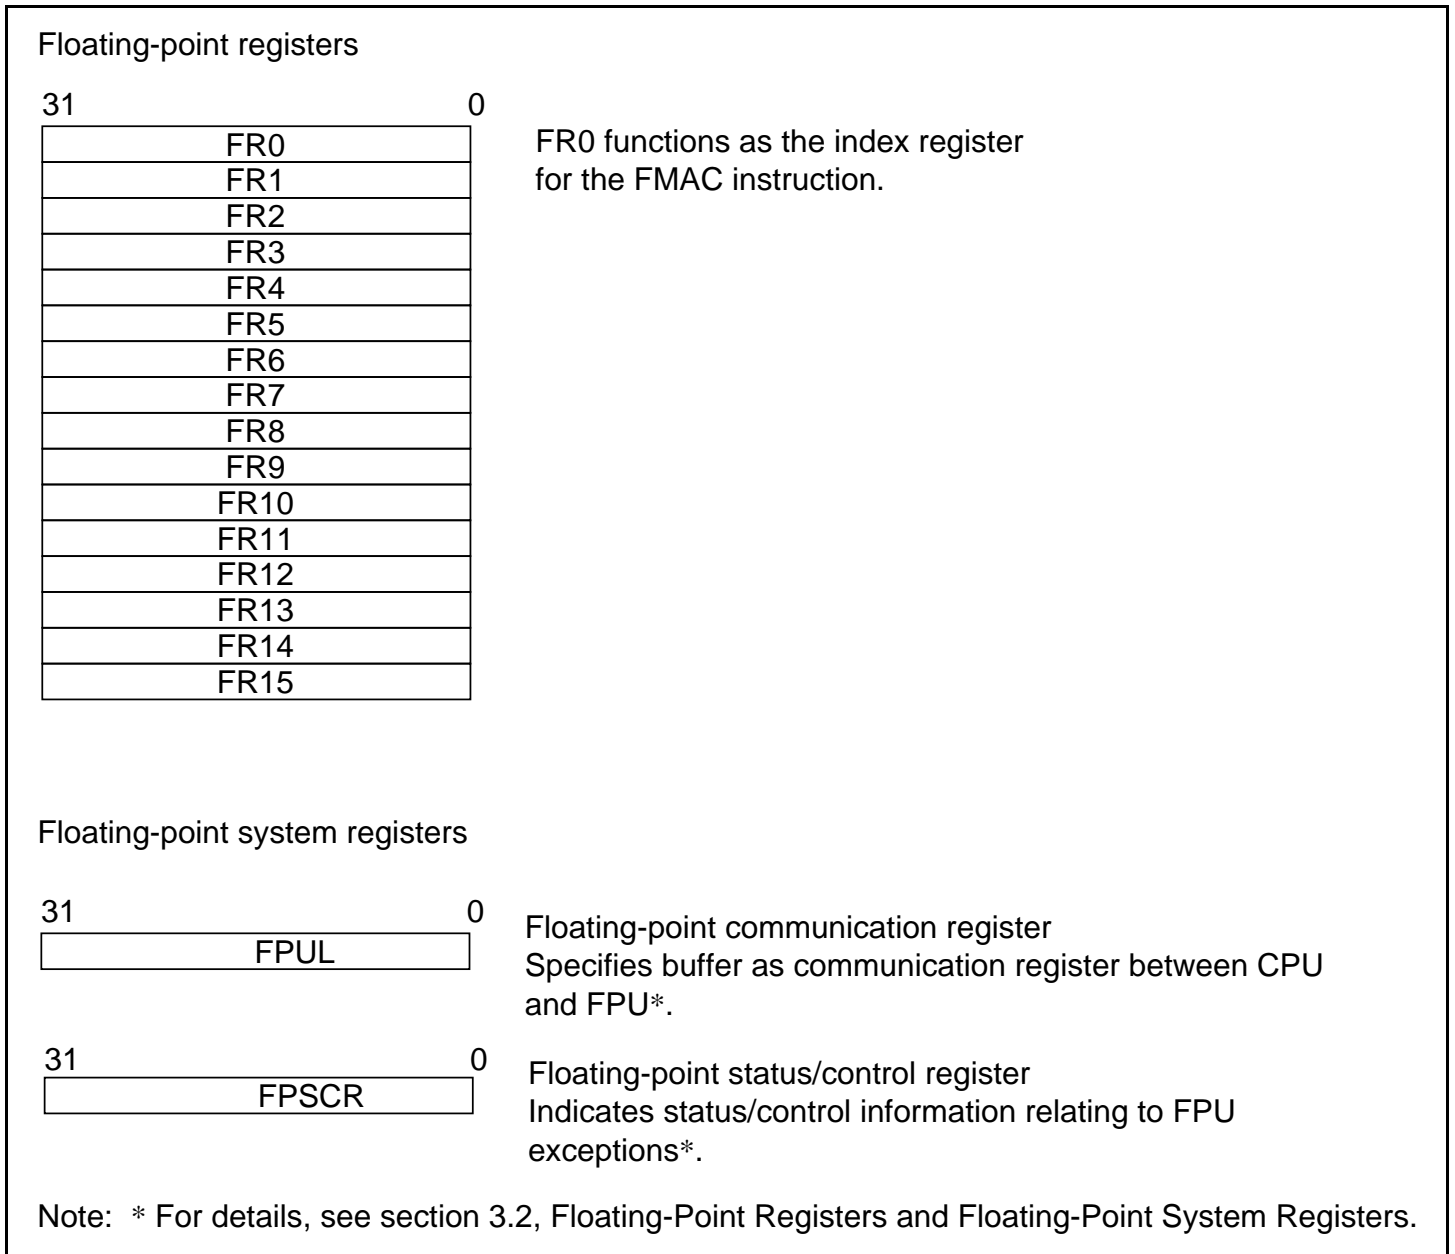 Floating-point registers
31 0
FR0
FR1
FR2
FR3
FR4
FR5
FR6
FR7
FR8
FR9
FR10
FR11
FR12
FR13
FR14
FR15
FR0 functions as the index register
for the FMAC instruction.
Floating-point system registers
31 0
FPUL
Floating-point communication register
Specifies buffer as communication register between CPU
and FPU*.
31 0
FPSCR
Floating-point status/control register
Indicates status/control information relating to FPU
exceptions*.
Note: * For details, see section 3.2, Floating-Point Registers and Floating-Point System Registers.